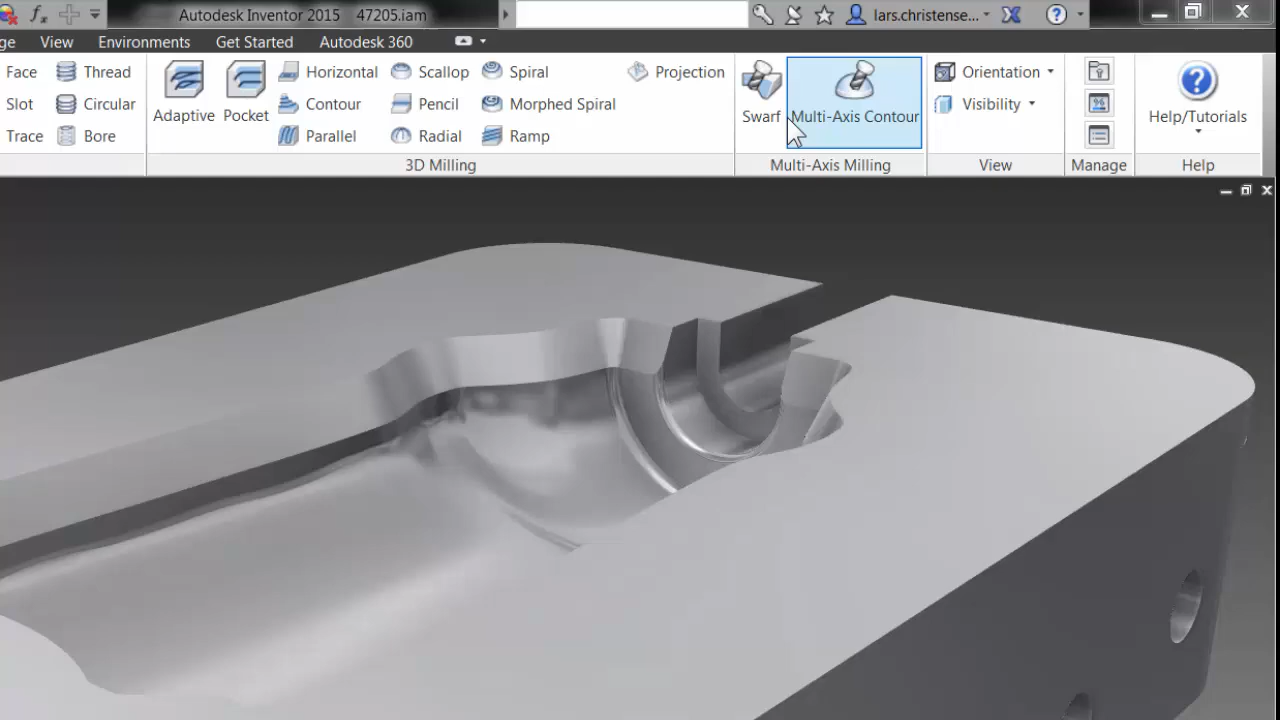 Autodesk Inventor 2015 47205.iam
lars.christense...
View Environments Get Started Autodesk 360
Face Thread Horizontal Scallop Spiral Projection Orientation
Slot Circular Adaptive Pocket Contour Pencil Morphed Spiral Swarf Multi-Axis Contour Visibility Help/Tutorials
Trace Bore Parallel Radial Ramp
3D Milling Multi-Axis Milling View Manage Help